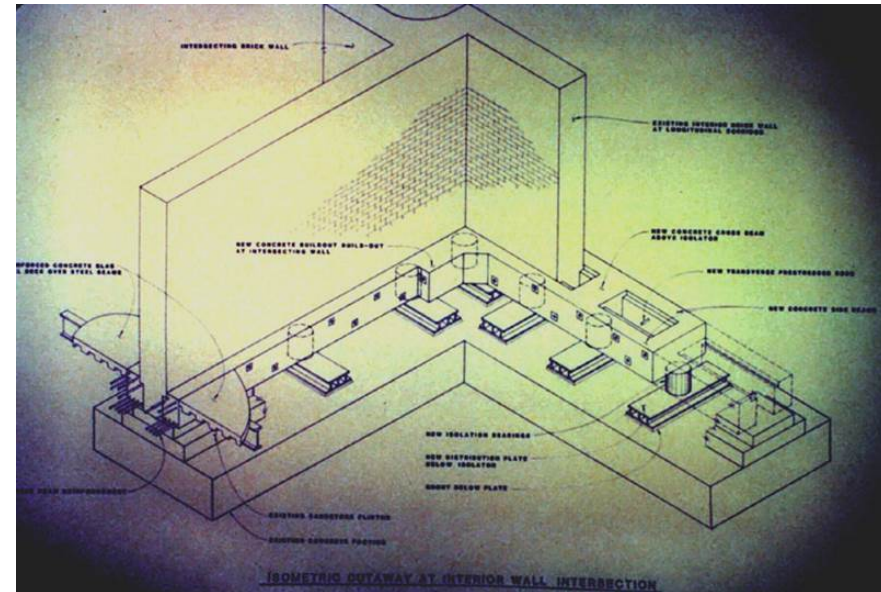 INTERSECTING BRICK WALL
EXISTING INTERIOR BRICK WALL
AT LONGITUDINAL CORRIDOR
NEW CONCRETE BUILDOUT BUILD-OUT
AT INTERSECTING WALL
NEW CONCRETE CROSS BEAM
ABOVE ISOLATOR
NFORCED CONCRETE SLAB
L DECK OVER STEEL BEAMS
NEW TRANSVERSE PRESTRESSED RODS
NEW CONCRETE SIDE BEAMS
NEW ISOLATION BEARINGS
NEW DISTRIBUTION PLATE
BELOW ISOLATOR
GROUT BELOW PLATE
BEAM REINFORCEMENT
EXISTING SANDSTONE PLINTH
EXISTING CONCRETE FOOTING
ISOMETRIC CUTAWAY AT INTERIOR WALL INTERSECTION